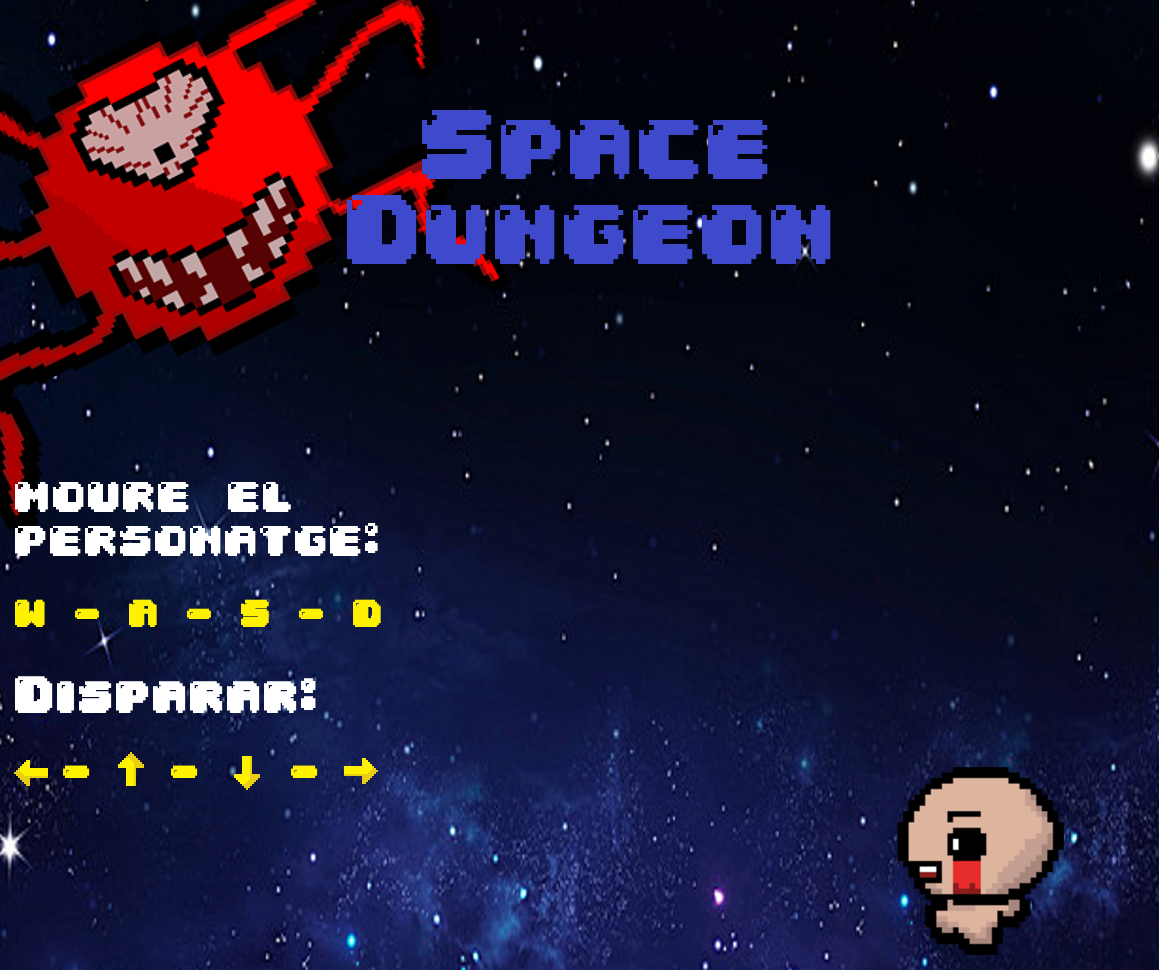 Space
Dungeon
Moure el
personatge:
W - A - S - D
Disparar:
← - ↑ - ↓ - →